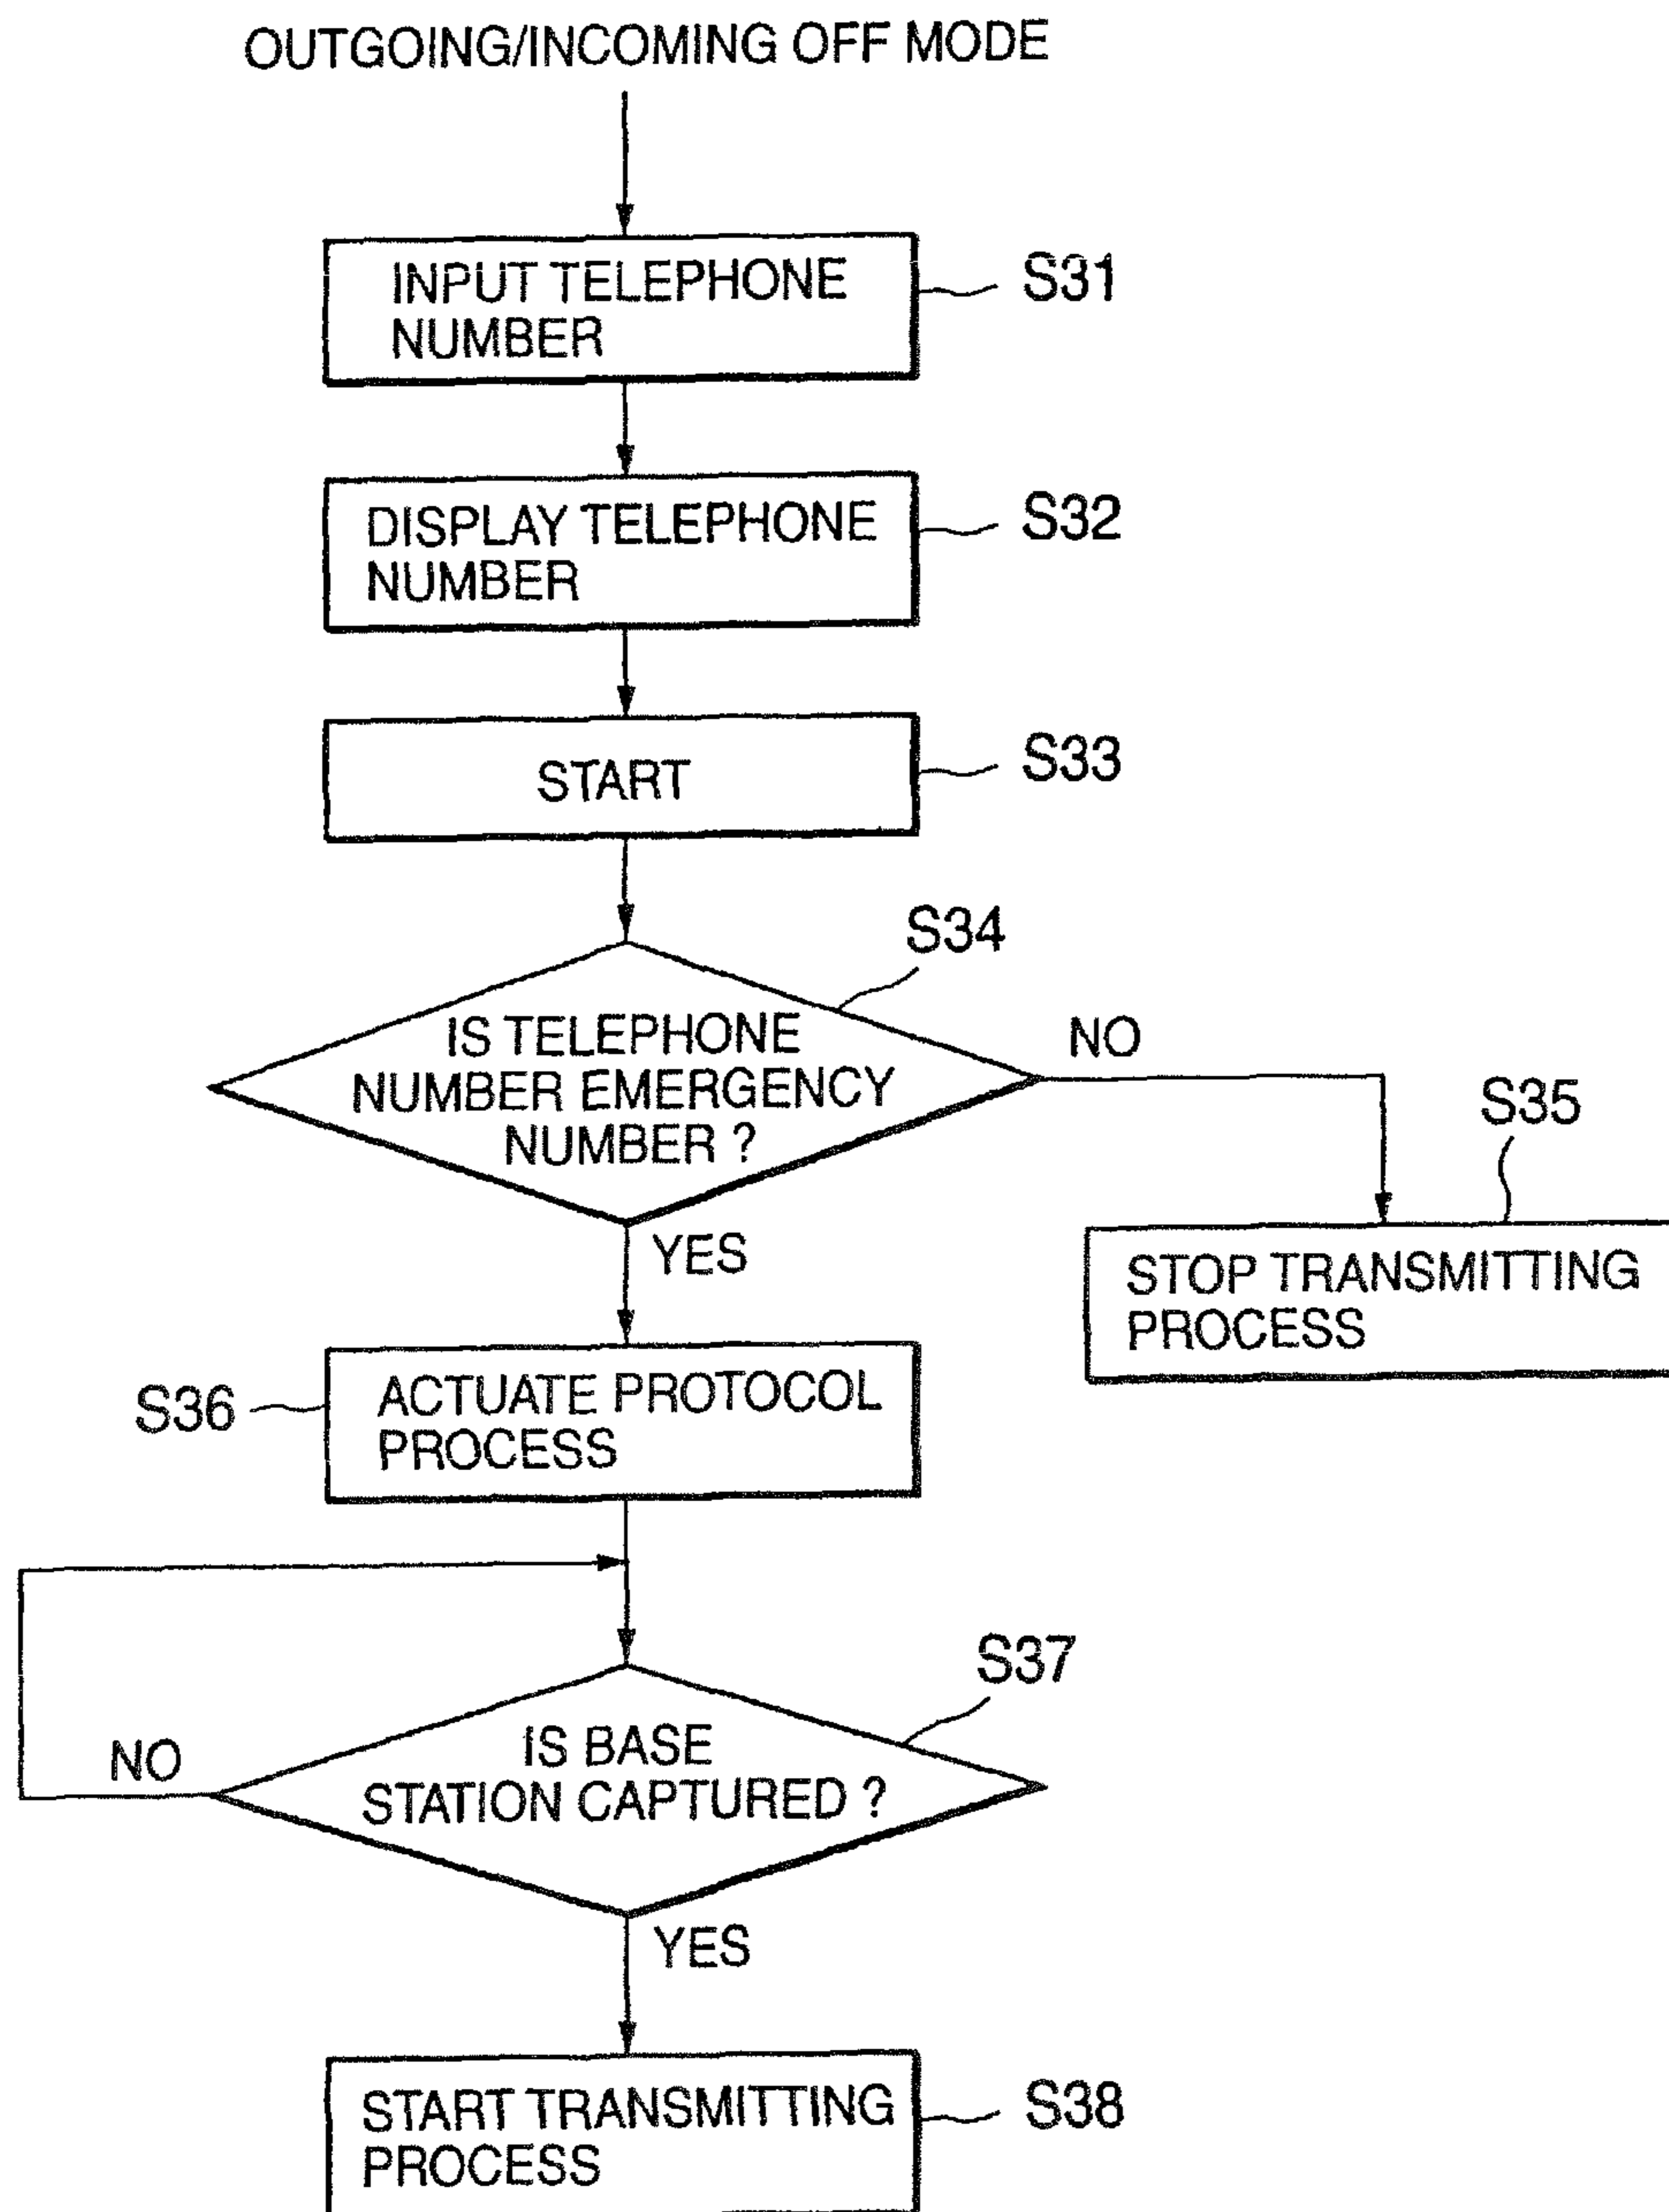 OUTGOING/INCOMING OFF MODE
INPUT TELEPHONE
NUMBER
S31
DISPLAY TELEPHONE
NUMBER
S32
START
S33
S34
IS TELEPHONE
NUMBER EMERGENCY
NUMBER ?
NO
YES
S35
STOP TRANSMITTING
PROCESS
S36
ACTUATE PROTOCOL
PROCESS
S37
IS BASE
STATION CAPTURED ?
NO
YES
START TRANSMITTING
PROCESS
S38